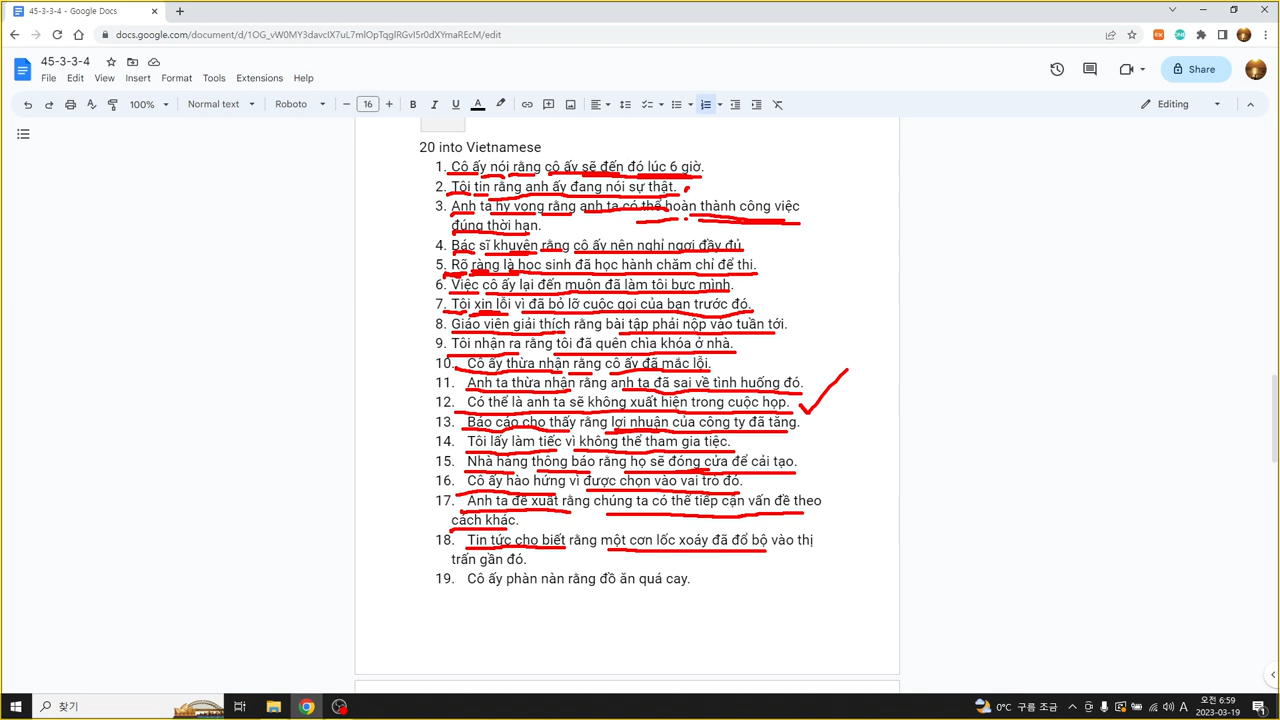 45-3-3-4 - Google Docs
docs.google.com/document/d/1OG_vW0MY3davclX7uL7mlOpTqglRGvI5r0dXYmaREcM/edit
45-3-3-4
File Edit View Insert Format Tools Extensions Help
Share
100% Normal text Roboto 16 Editing
20 into Vietnamese
1. Cô ấy nói rằng cô ấy sẽ đến đó lúc 6 giờ.
2. Tôi tin rằng anh ấy đang nói sự thật.
3. Anh ta hy vọng rằng anh ta có thể hoàn thành công việc
đúng thời hạn.
4. Bác sĩ khuyên rằng cô ấy nên nghỉ ngơi đầy đủ
5. Rõ ràng là học sinh đã học hành chăm chỉ để thi.
6. Việc cô ấy lại đến muộn đã làm tôi bực mình.
7. Tôi xin lỗi vì đã bỏ lỡ cuộc gọi của bạn trước đó.
8. Giáo viên giải thích rằng bài tập phải nộp vào tuần tới.
9. Tôi nhận ra rằng tôi đã quên chìa khóa ở nhà.
10. Cô ấy thừa nhận rằng cô ấy đã mắc lỗi.
11. Anh ta thừa nhận rằng anh ta đã sai về tình huống đó.
12. Có thể là anh ta sẽ không xuất hiện trong cuộc họp.
13. Báo cáo cho thấy rằng lợi nhuận của công ty đã tăng.
14. Tôi lấy làm tiếc vì không thể tham gia tiệc.
15. Nhà hàng thông báo rằng họ sẽ đóng cửa để cải tạo.
16. Cô ấy hào hứng vì được chọn vào vai trò đó.
17. Anh ta đề xuất rằng chúng ta có thể tiếp cận vấn đề theo
cách khác.
18. Tin tức cho biết rằng một cơn lốc xoáy đã đổ bộ vào thị
trấn gần đó.
19. Cô ấy phàn nàn rằng đồ ăn quá cay.
찾기
0°C 구름 조금
A
오전 6:59
2023-03-19